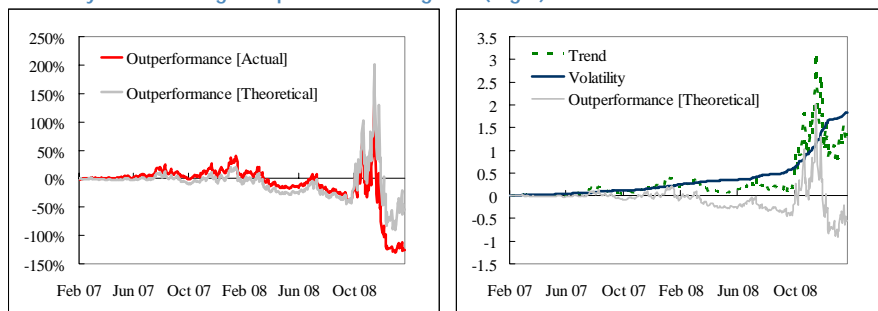 250%
200%
150%
100%
50%
0%
-50%
-100%
-150%
Outperformance [Actual]
Outperformance [Theoretical]
Feb 07 Jun 07 Oct 07 Feb 08 Jun 08 Oct 08
3.5
3
2.5
2
1.5
1
0.5
0
-0.5
-1
-1.5
Trend
Volatility
Outperformance [Theoretical]
Feb 07 Jun 07 Oct 07 Feb 08 Jun 08 Oct 08